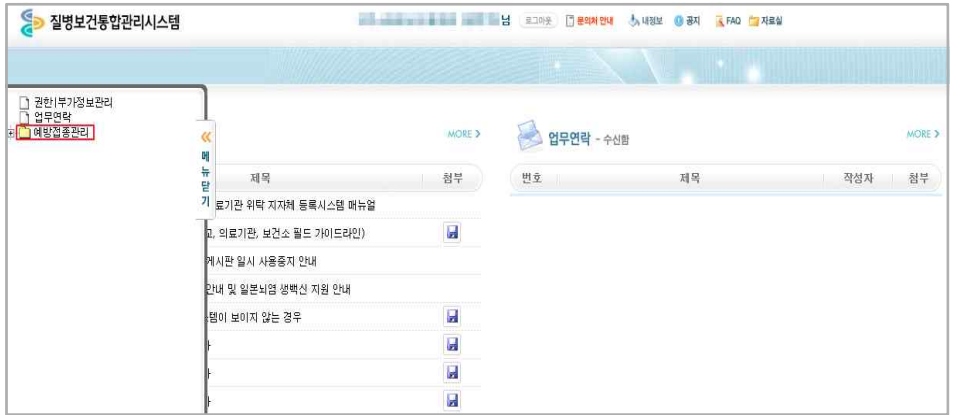 질병보건통합관리시스템
님 로그아웃 문의처 안내 내정보 공지 FAQ 자료실
권한|부가정보관리
업무연락
예방접종관리
메뉴닫기
MORE
업무연락 - 수신함
MORE
제목 첨부
번호 제목 작성자 첨부
료기관 위탁 지자체 등록시스템 매뉴얼
의료기관, 보건소 필드 가이드라인)
게시판 일시 사용중지 안내
안내 및 일본뇌염 생백신 지원 안내
스템이 보이지 않는 경우